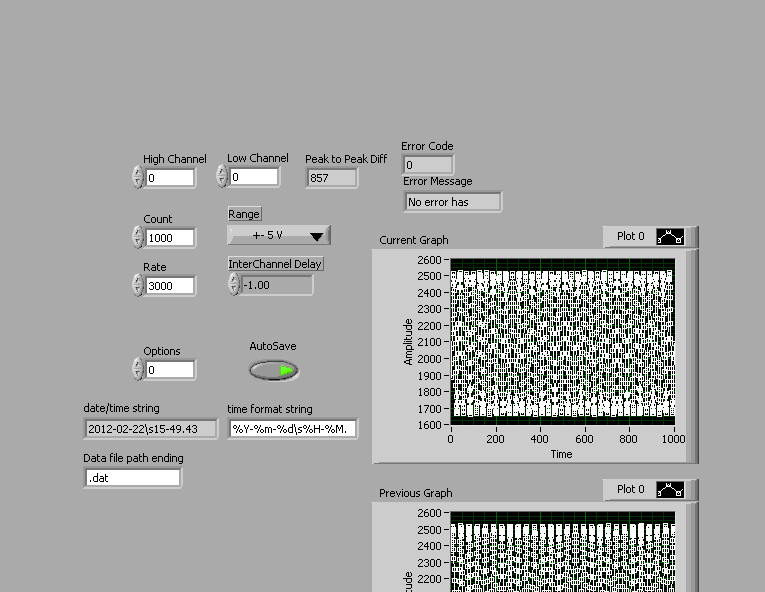 Error Code
High Channel
Low Channel
Peak to Peak Diff
0
0
0
857
Error Message
No error has
Count
Range
1000
+- 5 V
Plot 0
Current Graph
Rate
InterChannel Delay
3000
-1.00
2600
2500
2400
2300
2200
2100
2000
1900
1800
1700
1600
Amplitude
0
200
400
600
800
1000
Time
Options
AutoSave
0
date/time string
time format string
2012-02-22\s15-49.43
%Y-%m-%d\s%H-%M.
Data file path ending
.dat
Previous Graph
Plot 0
2600
2500
2400
2300
2200